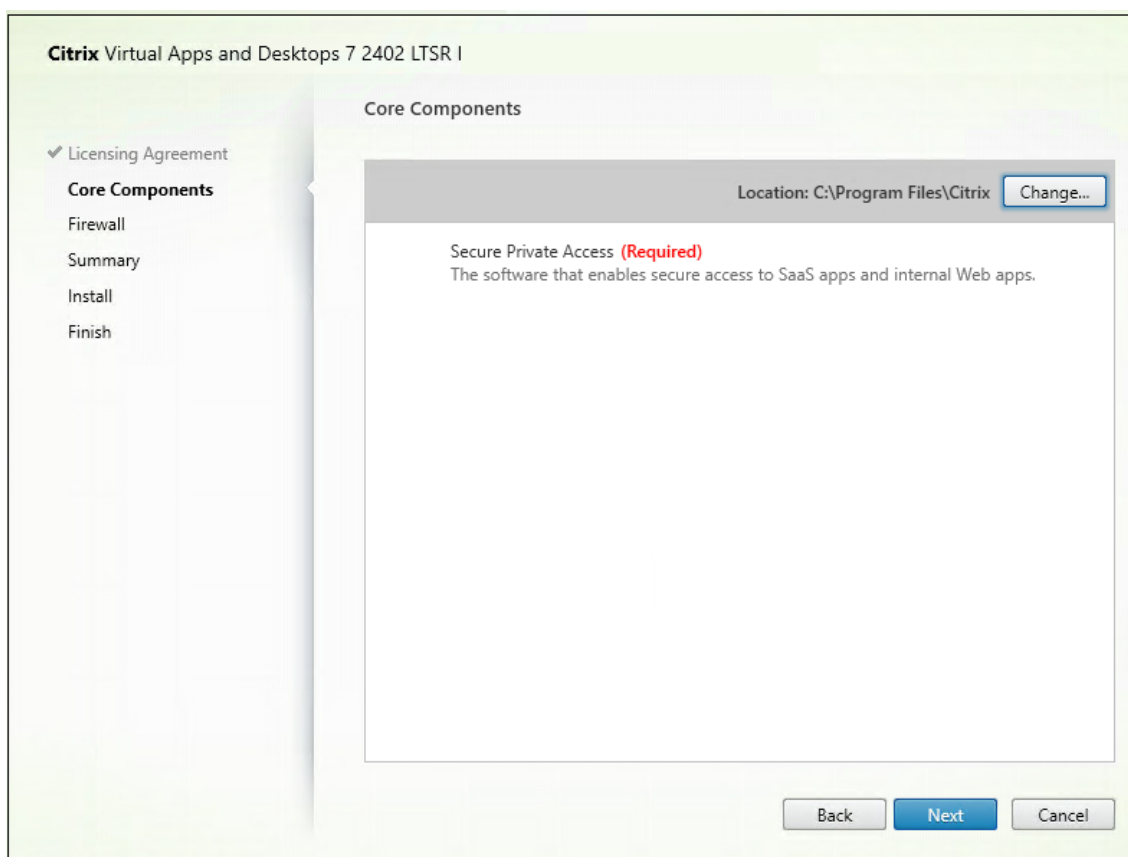 Citrix Virtual Apps and Desktops 7 2402 LTSR I
Core Components
Licensing Agreement
Core Components
Firewall
Summary
Install
Finish
Location: C:\Program Files\Citrix Change...
Secure Private Access (Required)
The software that enables secure access to SaaS apps and internal Web apps.
Back Next Cancel